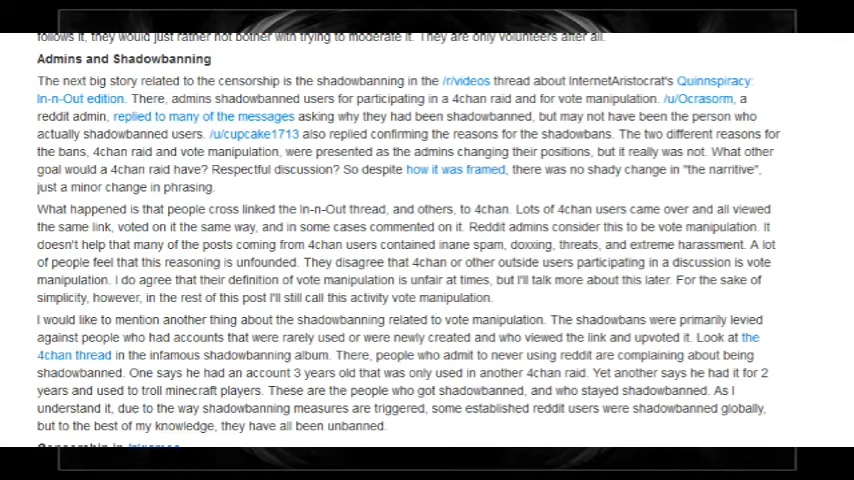 follows it, they would just rather not bother with trying to moderate it. They are only volunteers after all.
Admins and Shadowbanning
The next big story related to the censorship is the shadowbanning in the /r/videos thread about InternetAristocrat's Quinnspiracy:
In-n-Out edition. There, admins shadowbanned users for participating in a 4chan raid and for vote manipulation. /u/Ocrasorm, a
reddit admin, replied to many of the messages asking why they had been shadowbanned, but may not have been the person who
actually shadowbanned users. /u/cupcake1713 also replied confirming the reasons for the shadowbans. The two different reasons for
the bans, 4chan raid and vote manipulation, were presented as the admins changing their positions, but it really was not. What other
goal would a 4chan raid have? Respectful discussion? So despite how it was framed, there was no shady change in "the narritive",
just a minor change in phrasing.
What happened is that people cross linked the In-n-Out thread, and others, to 4chan. Lots of 4chan users came over and all viewed
the same link, voted on it the same way, and in some cases commented on it. Reddit admins consider this to be vote manipulation. It
doesn't help that many of the posts coming from 4chan users contained inane spam, doxxing, threats, and extreme harassment. A lot
of people feel that this reasoning is unfounded. They disagree that 4chan or other outside users participating in a discussion is vote
manipulation. I do agree that their definition of vote manipulation is unfair at times, but I'll talk more about this later. For the sake of
simplicity, however, in the rest of this post I'll still call this activity vote manipulation.
I would like to mention another thing about the shadowbanning related to vote manipulation. The shadowbans were primarily levied
against people who had accounts that were rarely used or were newly created and who viewed the link and upvoted it. Look at the
4chan thread in the infamous shadowbanning album. There, people who admit to never using reddit are complaining about being
shadowbanned. One says he had an account 3 years old that was only used in another 4chan raid. Yet another says he had it for 2
years and used to troll minecraft players. These are the people who got shadowbanned, and who stayed shadowbanned. As I
understand it, due to the way shadowbanning measures are triggered, some established reddit users were shadowbanned globally,
but to the best of my knowledge, they have all been unbanned.
Censorship in /r/games